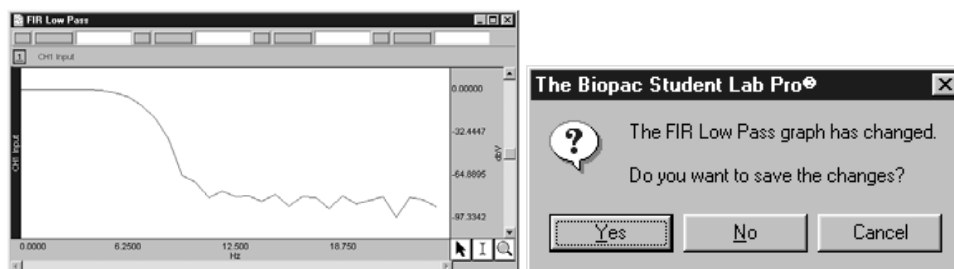 FIR Low Pass
1 CH1 Input
CH1 Input
0.00000
-32.4447
-64.8895
-97.3342
dbV
0.0000 6.2500 12.500 18.750
Hz
The Biopac Student Lab Pro®
The FIR Low Pass graph has changed.
Do you want to save the changes?
Yes No Cancel